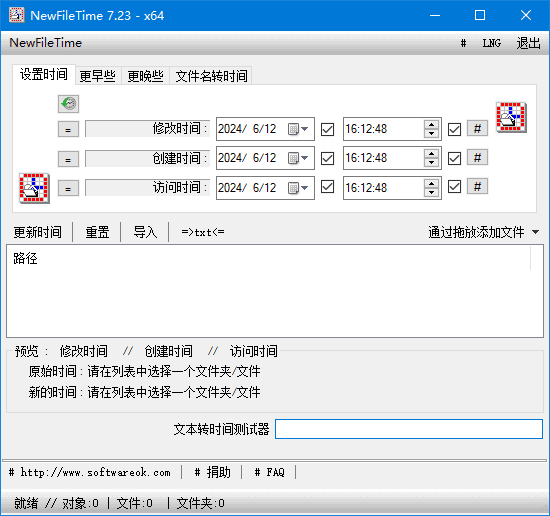 NewFileTime 7.23 - x64
NewFileTime # LNG 退出
设置时间 更早些 更晚些 文件名转时间
= 修改时间 : 2024/ 6/12 16:12:48 #
= 创建时间 : 2024/ 6/12 16:12:48 #
= 访问时间 : 2024/ 6/12 16:12:48 #
更新时间 重置 导入 =>txt<= 通过拖放添加文件
路径
预览 : 修改时间 // 创建时间 // 访问时间
原始时间 : 请在列表中选择一个文件夹/文件
新的时间 : 请在列表中选择一个文件夹/文件
文本转时间测试器
# http://www.softwareok.com # 捐助 # FAQ
就绪 // 对象:0 | 文件:0 | 文件夹:0